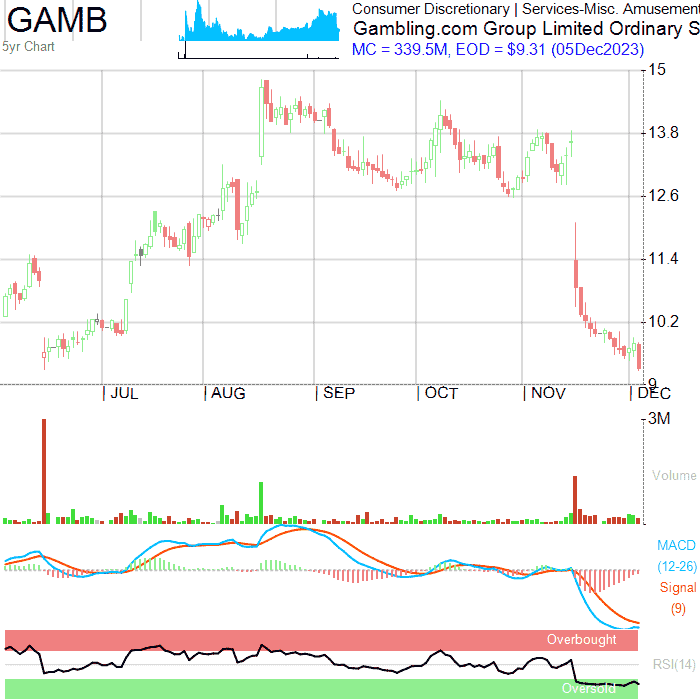 GAMB
5yr Chart
Consumer Discretionary | Services-Misc. Amusement
Gambling.com Group Limited Ordinary S
MC = 339.5M, EOD = $9.31 (05Dec2023)
15
13.8
12.6
11.4
10.2
9
JUL AUG SEP OCT NOV DEC
3M
Volume
MACD
(12-26)
Signal
(9)
Overbought
RSI(14)
Oversold